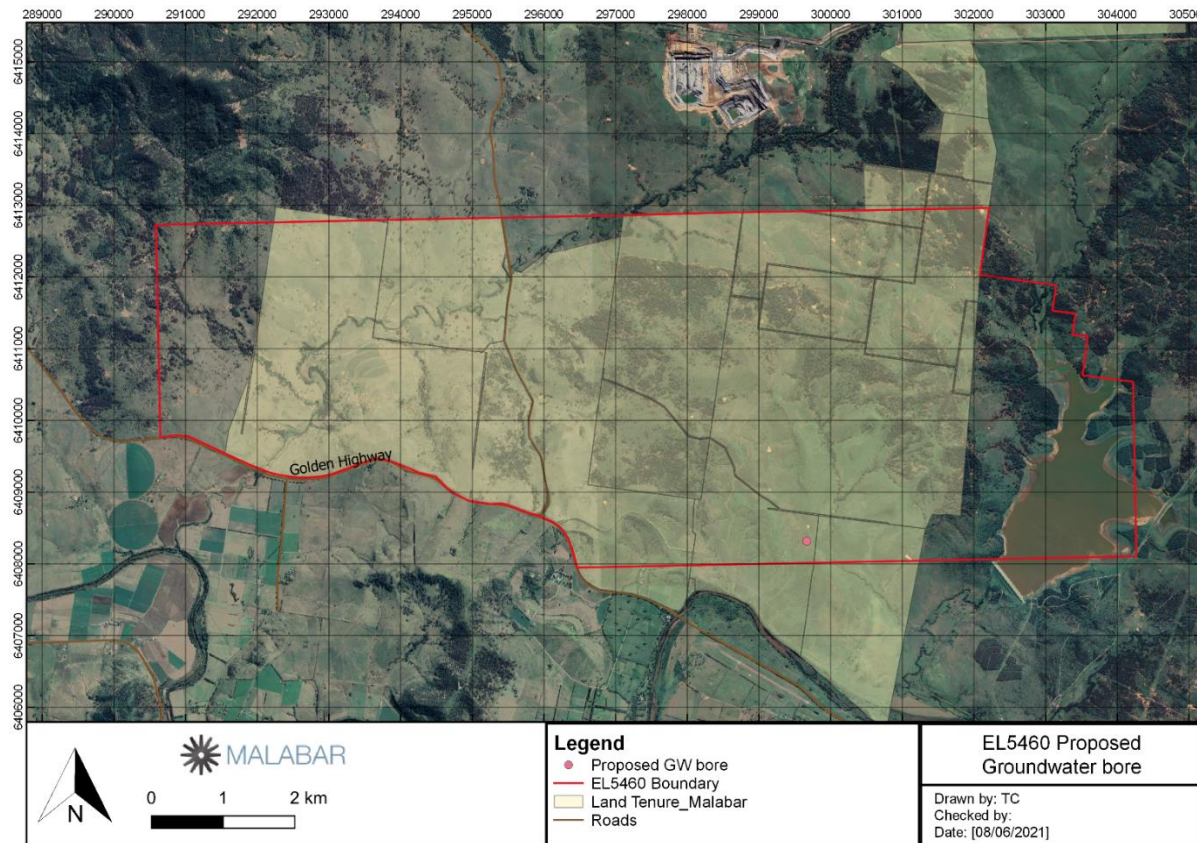 289000 290000 291000 292000 293000 294000 295000 296000 297000 298000 299000 300000 301000 302000 303000 304000 30500
6415000
6414000
6413000
6412000
6411000
6410000
6409000
6408000
6407000
6406000
Golden Highway
MALABAR
0 1 2 km
N
Legend
Proposed GW bore
EL5460 Boundary
Land Tenure_Malabar
Roads
EL5460 Proposed
Groundwater bore
Drawn by: TC
Checked by:
Date: [08/06/2021]